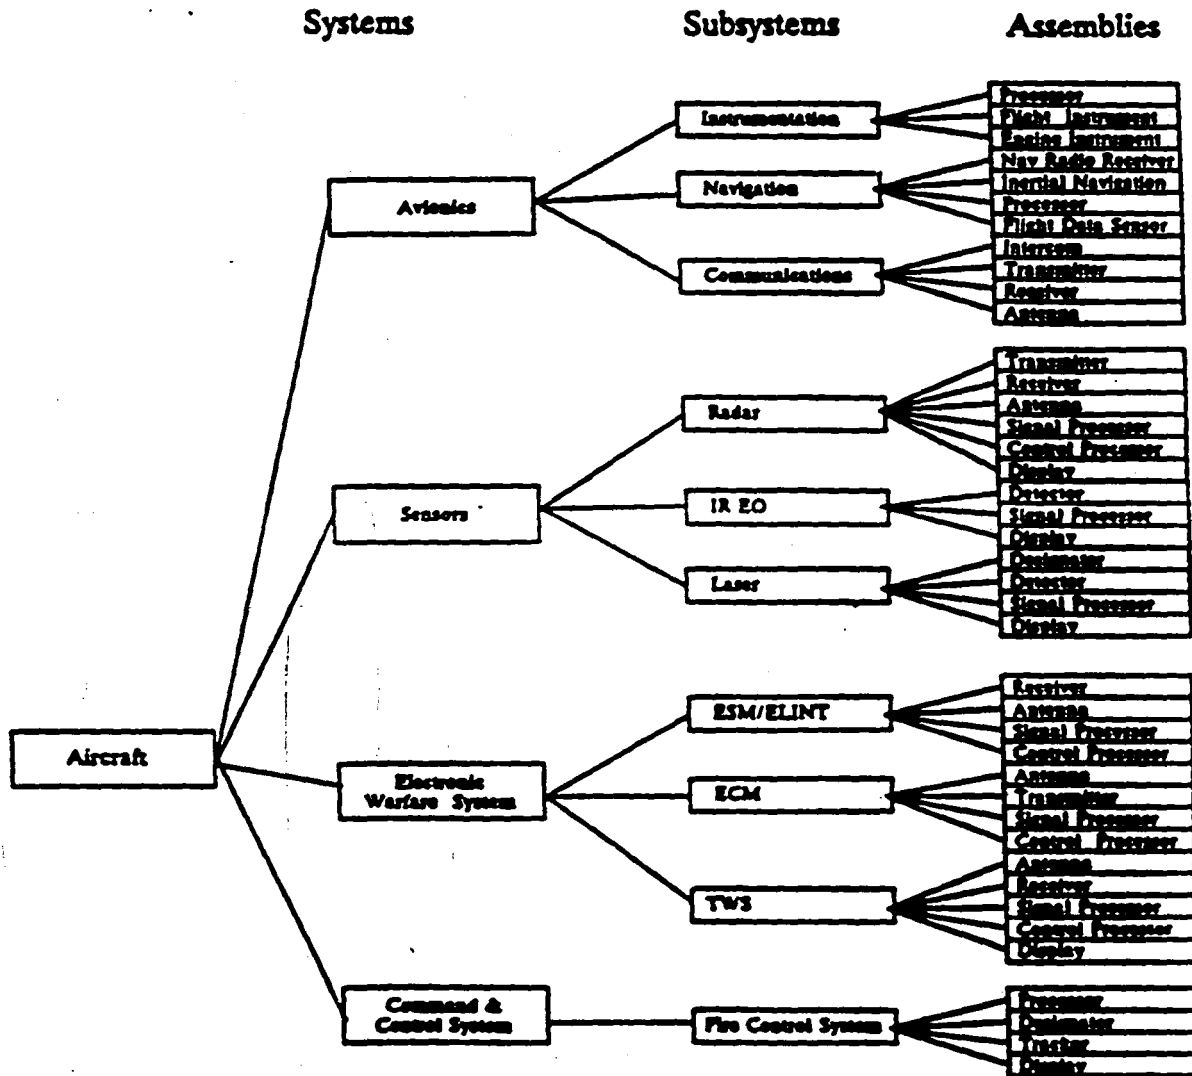 Systems
Subsystems
Assemblies
Aircraft
Avionics
Instrumentation
Processor
Flight Instrument
Engine Instrument
Navigation
Nav Radio Receiver
Inertial Navigation
Processor
Flight Data Sensor
Communications
Intercom
Transmitter
Receiver
Antenna
Sensors
Radar
Transmitter
Receiver
Antenna
Signal Processor
Control Processor
Display
IR EO
Detector
Signal Processor
Display
Laser
Designator
Detector
Signal Processor
Display
Electronic
Warfare System
ESM/ELINT
Receiver
Antenna
Signal Processor
Control Processor
ECM
Antenna
Transmitter
Signal Processor
Control Processor
TWS
Antenna
Receiver
Signal Processor
Control Processor
Display
Command &
Control System
Fire Control System
Processor
Designator
Tracker
Display